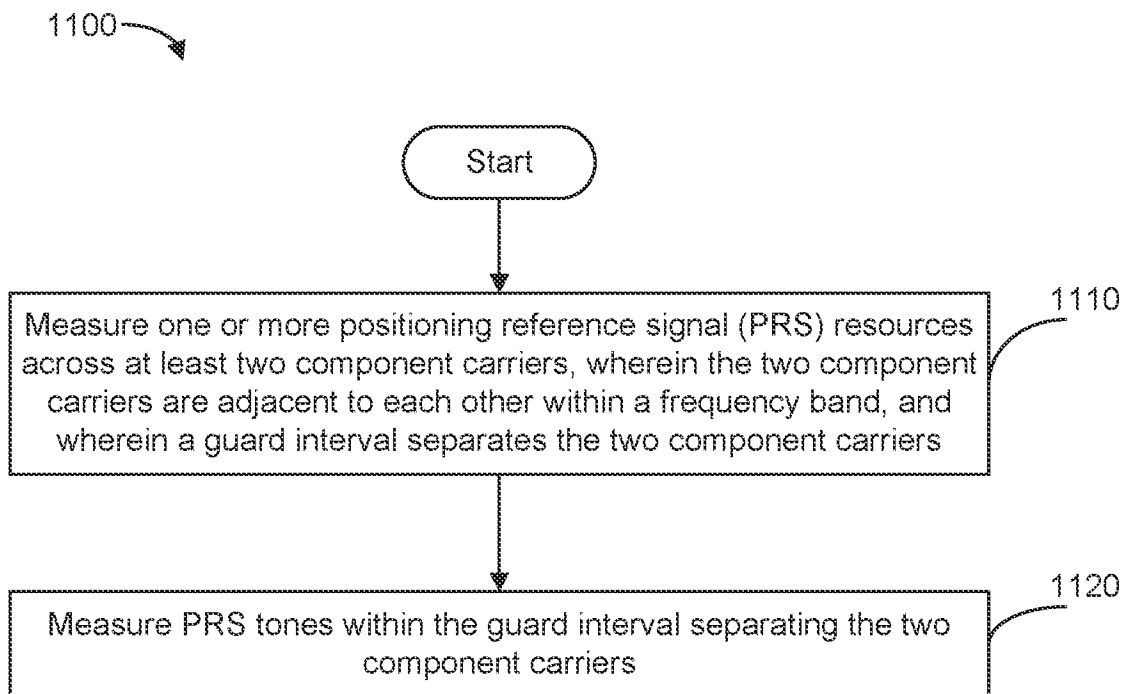 1100
Start
Measure one or more positioning reference signal (PRS) resources
across at least two component carriers, wherein the two component
carriers are adjacent to each other within a frequency band, and
wherein a guard interval separates the two component carriers
1110
Measure PRS tones within the guard interval separating the two
component carriers
1120